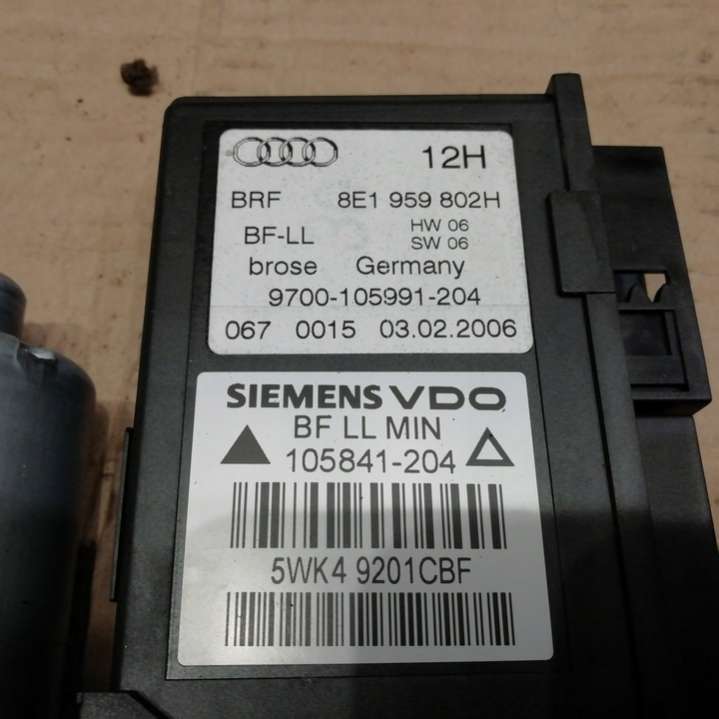 12H
BRF 8E1 959 802H
BF-LL HW 06
SW 06
brose Germany
9700-105991-204
067 0015 03.02.2006
SIEMENS VDO
BF LL MIN
105841-204
5WK4 9201CBF